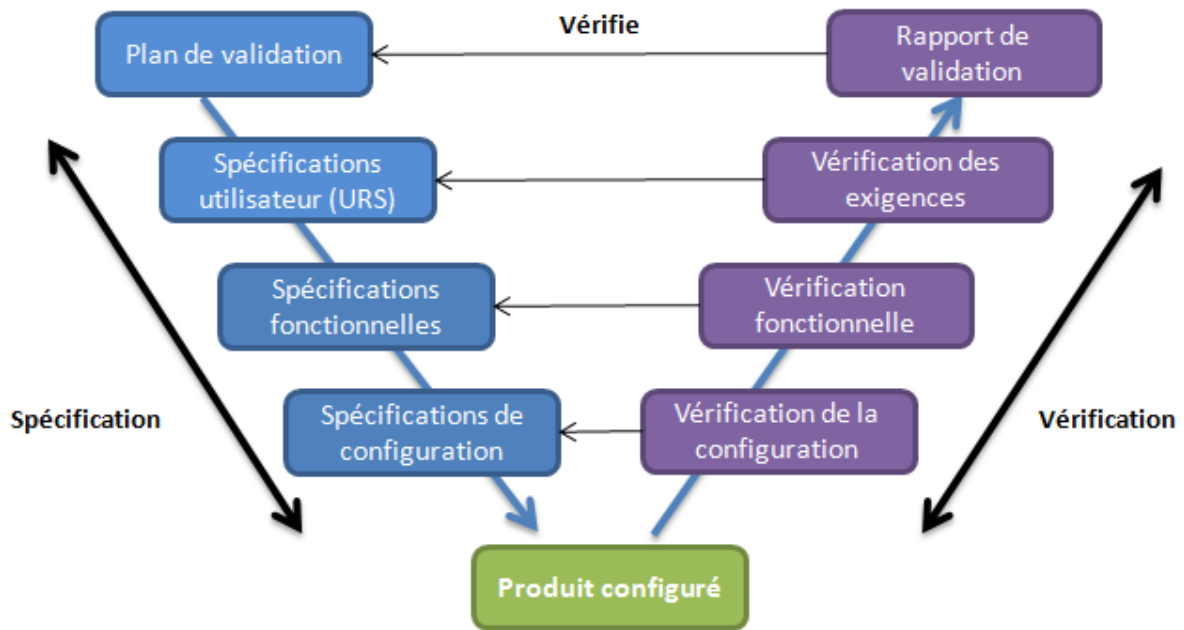 Vérifie
Plan de validation
Rapport de
validation
Spécifications
utilisateur (URS)
Vérification des
exigences
Spécifications
fonctionnelles
Vérification
fonctionnelle
Spécification
Spécifications de
configuration
Vérification de la
configuration
Vérification
Produit configuré